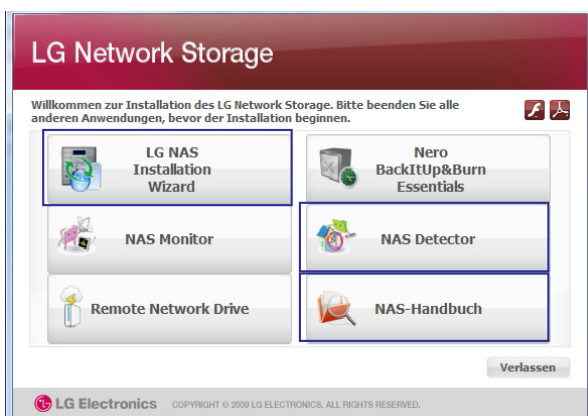 LG Network Storage
Willkommen zur Installation des LG Network Storage. Bitte beenden Sie alle
anderen Anwendungen, bevor der Installation beginnen.
LG NAS
Installation
Wizard
Nero
BackItUp&Burn
Essentials
NAS Monitor
NAS Detector
Remote Network Drive
NAS-Handbuch
Verlassen
LG Electronics COPYRIGHT © 2009 LG ELECTRONICS. ALL RIGHTS RESERVED.